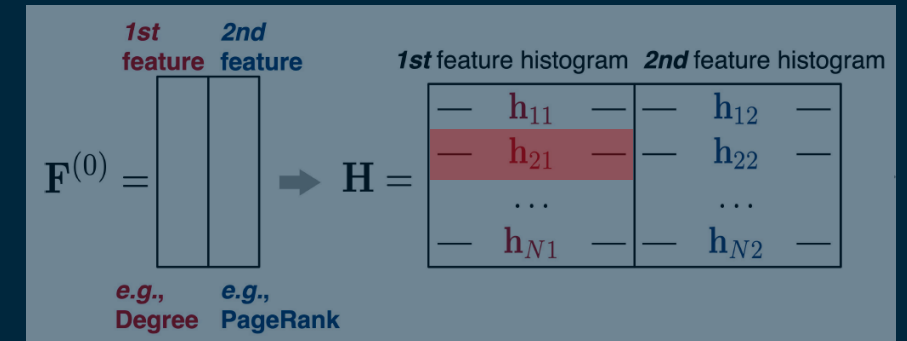 1st 2nd
feature feature
1st feature histogram 2nd feature histogram
F(0) = H =
— h11 — — h12 —
— h21 — — h22 —
... ...
— hN1 — — hN2 —
e.g., e.g.,
Degree PageRank